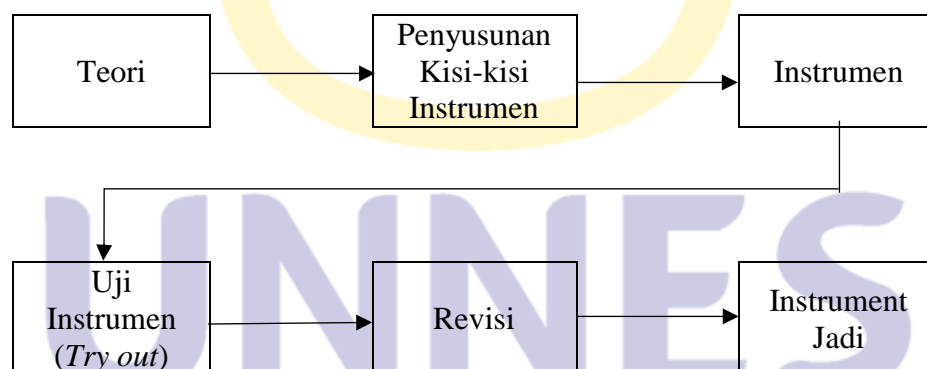 Teori
Penyusunan
Kisi-kisi
Instrumen
Instrumen
Uji
Instrumen
(Try out)
Revisi
Instrument
Jadi
UNNES